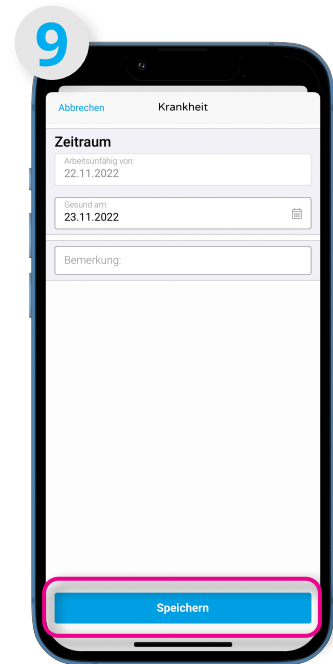 9
Abbrechen Krankheit
Zeitraum
Arbeitsunfähig von:
22.11.2022
Gesund am:
23.11.2022
Bemerkung:
Speichern